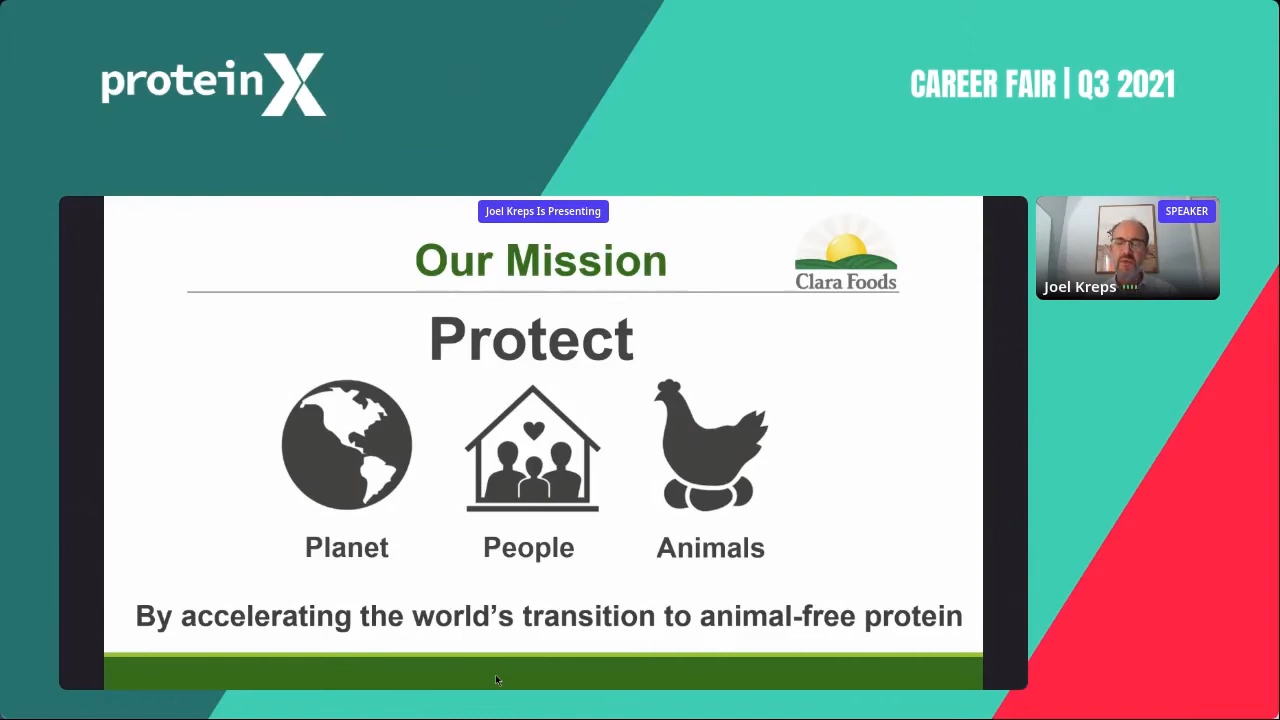 proteinX
CAREER FAIR | Q3 2021
Joel Kreps Is Presenting
SPEAKER
Our Mission
Clara Foods
Joel Kreps
Protect
Planet
People
Animals
By accelerating the world’s transition to animal-free protein